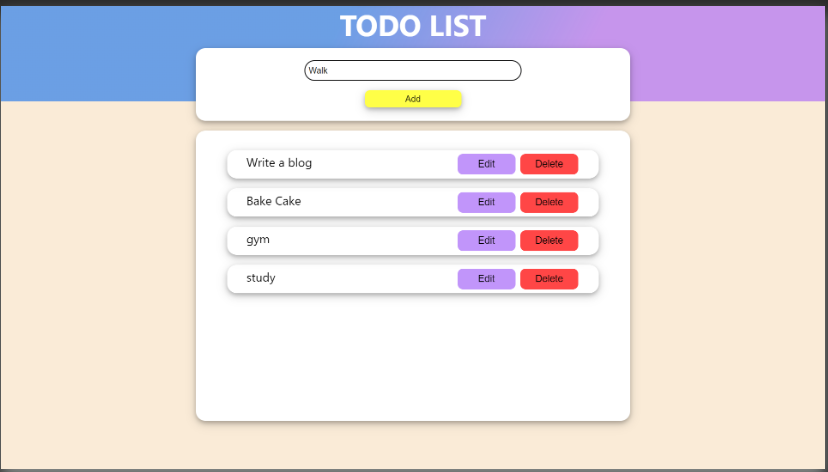 TODO LIST
Walk
Add
Write a blog Edit Delete
Bake Cake Edit Delete
gym Edit Delete
study Edit Delete